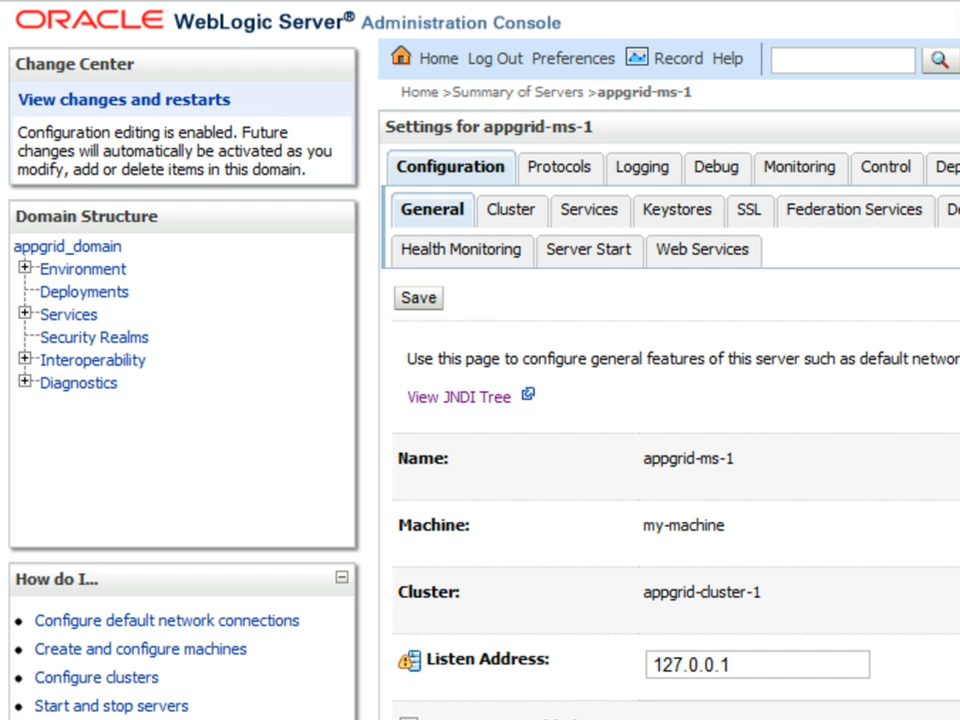 ORACLE WebLogic Server® Administration Console
Change Center
View changes and restarts
Configuration editing is enabled. Future
changes will automatically be activated as you
modify, add or delete items in this domain.
Domain Structure
appgrid_domain
Environment
Deployments
Services
Security Realms
Interoperability
Diagnostics
How do I...
Configure default network connections
Create and configure machines
Configure clusters
Start and stop servers
Home Log Out Preferences Record Help
Home >Summary of Servers >appgrid-ms-1
Settings for appgrid-ms-1
Configuration Protocols Logging Debug Monitoring Control Dep
General Cluster Services Keystores SSL Federation Services De
Health Monitoring Server Start Web Services
Save
Use this page to configure general features of this server such as default networ
View JNDI Tree
Name: appgrid-ms-1
Machine: my-machine
Cluster: appgrid-cluster-1
Listen Address: 127.0.0.1